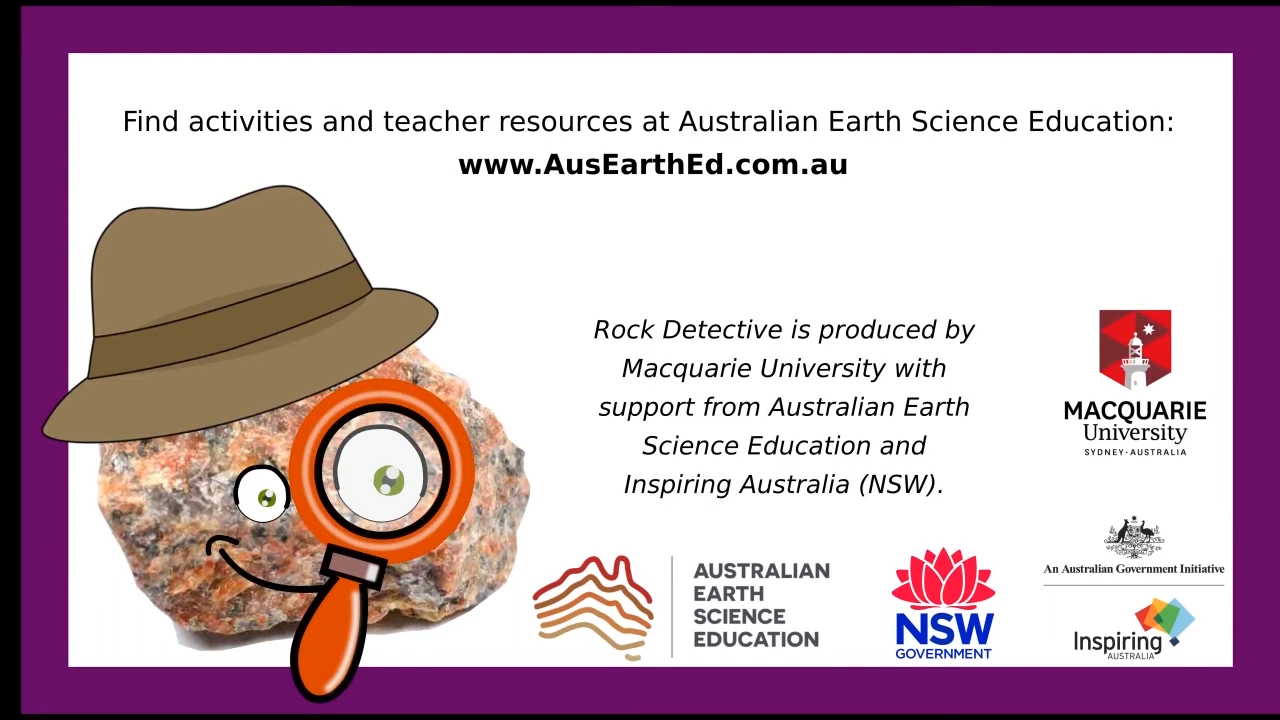 Find activities and teacher resources at Australian Earth Science Education:
www.AusEarthEd.com.au
Rock Detective is produced by
Macquarie University with
support from Australian Earth
Science Education and
Inspiring Australia (NSW).
MACQUARIE
University
SYDNEY·AUSTRALIA
AUSTRALIAN
EARTH
SCIENCE
EDUCATION
NSW
GOVERNMENT
An Australian Government Initiative
Inspiring
AUSTRALIA